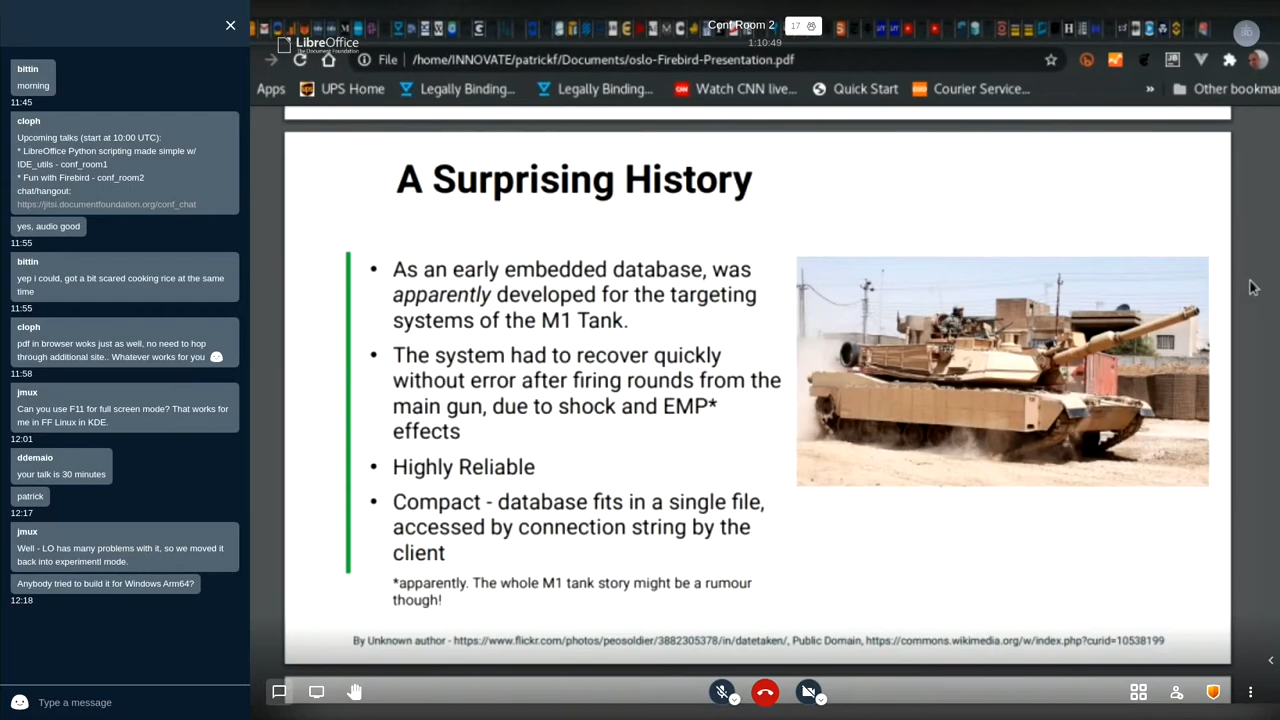 bittin
morning
11:45
cloph
Upcoming talks (start at 10:00 UTC):
* LibreOffice Python scripting made simple w/
IDE_utils - conf_room1
* Fun with Firebird - conf_room2
chat/hangout:
https://jitsi.documentfoundation.org/conf_chat
yes, audio good
11:55
bittin
yep i could, got a bit scared cooking rice at the same
time
11:55
cloph
pdf in browser woks just as well, no need to hop
through additional site.. Whatever works for you
11:58
jmux
Can you use F11 for full screen mode? That works for
me in FF Linux in KDE.
12:01
ddemaio
your talk is 30 minutes
patrick
12:17
jmux
Well - LO has many problems with it, so we moved it
back into experimentl mode.
Anybody tried to build it for Windows Arm64?
12:18
Type a message
Conf Room 2
17
1:10:49
LibreOffice
The Document Foundation
File
/home/INNOVATE/patrickf/Documents/oslo-Firebird-Presentation.pdf
Apps
UPS Home
Legally Binding...
Legally Binding...
Watch CNN live...
Quick Start
Courier Service...
»
Other bookmar
A Surprising History
• As an early embedded database, was
apparently developed for the targeting
systems of the M1 Tank.
• The system had to recover quickly
without error after firing rounds from the
main gun, due to shock and EMP*
effects
• Highly Reliable
• Compact - database fits in a single file,
accessed by connection string by the
client
*apparently. The whole M1 tank story might be a rumour
though!
By Unknown author - https://www.flickr.com/photos/peosoldier/3882305378/in/datetaken/, Public Domain, https://commons.wikimedia.org/w/index.php?curid=10538199